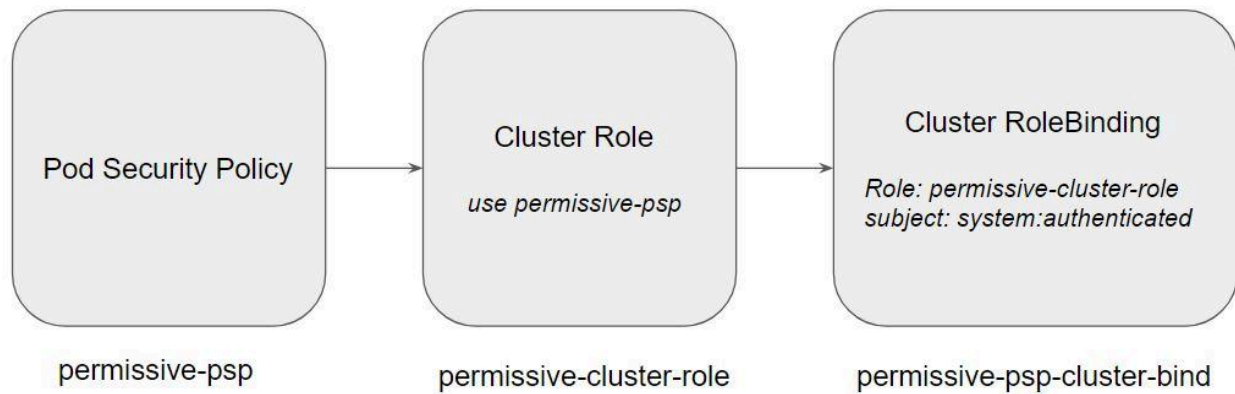 Pod Security Policy
Cluster Role
use permissive-psp
Cluster RoleBinding
Role: permissive-cluster-role
subject: system:authenticated
permissive-psp
permissive-cluster-role
permissive-psp-cluster-bind